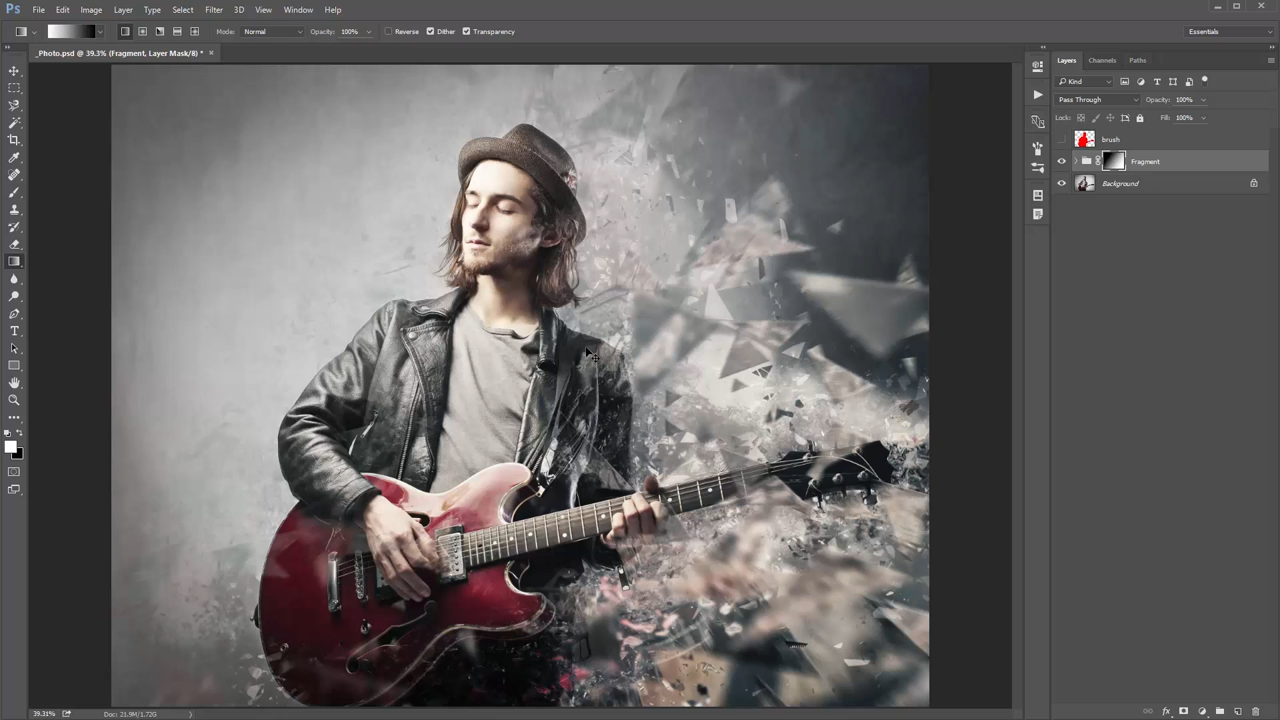 Ps File Edit Image Layer Type Select Filter 3D View Window Help
Mode: Normal Opacity: 100% Reverse Dither Transparency Essentials
_Photo.psd @ 39.3% (Fragment, Layer Mask/8) * ×
Layers Channels Paths
Kind
Pass Through Opacity: 100%
Lock: Fill: 100%
brush
Fragment
Background
39.31% Doc: 21.9M/1.72G